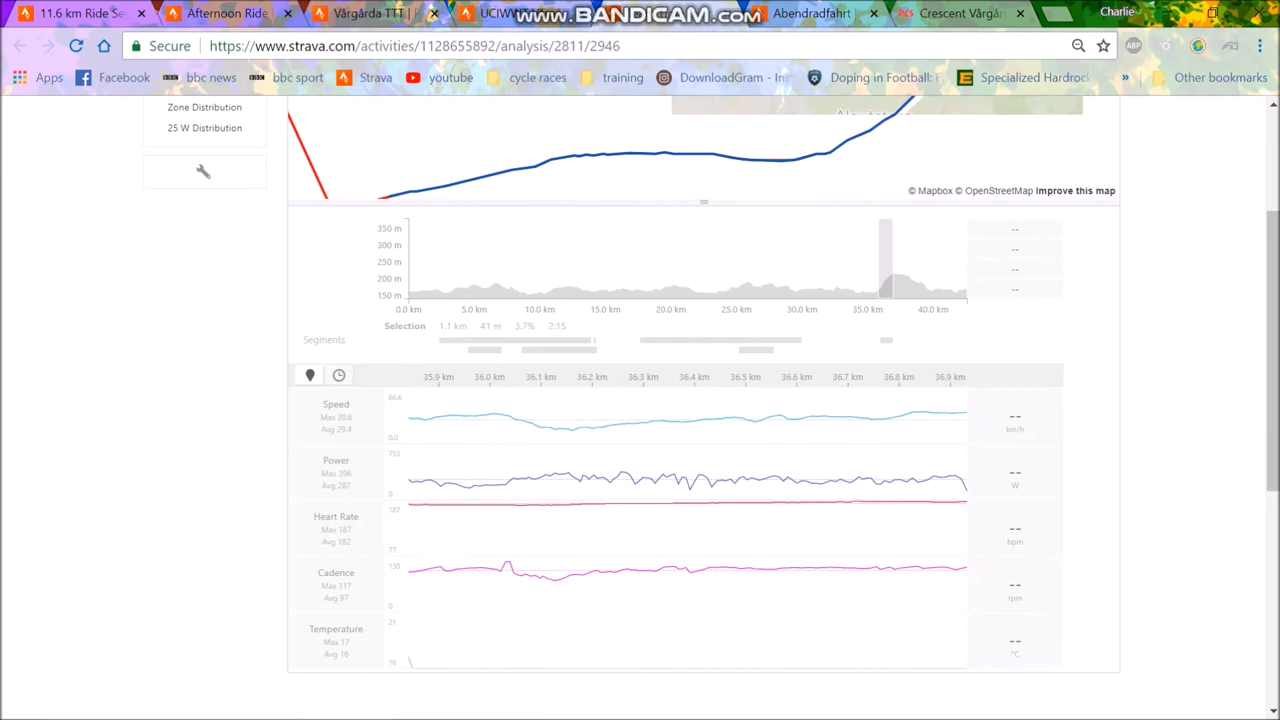 11.6 km Ride Se
Afternoon Ride
Vårgårda TTT |
UCIWWT
www.BANDICAM.com
Abendradfahrt |
Crescent Vårgår
Charlie
Secure https://www.strava.com/activities/1128655892/analysis/2811/2946
Apps Facebook bbc news bbc sport Strava youtube cycle races training DownloadGram - Ins Doping in Football: F Specialized Hardrock » Other bookmarks
Zone Distribution
25 W Distribution
© Mapbox © OpenStreetMap Improve this map
350 m
300 m
250 m
200 m
150 m
--
--
--
--
0.0 km 5.0 km 10.0 km 15.0 km 20.0 km 25.0 km 30.0 km 35.0 km 40.0 km
Selection 1.1 km 41 m 3.7% 2:15
Segments
35.9 km 36.0 km 36.1 km 36.2 km 36.3 km 36.4 km 36.5 km 36.6 km 36.7 km 36.8 km 36.9 km
Speed
Max 39.6
Avg 29.4
66.6
0.0
--
km/h
Power
Max 396
Avg 287
753
0
--
W
Heart Rate
Max 187
Avg 182
187
77
--
bpm
Cadence
Max 117
Avg 97
130
0
--
rpm
Temperature
Max 17
Avg 16
21
16
--
°C